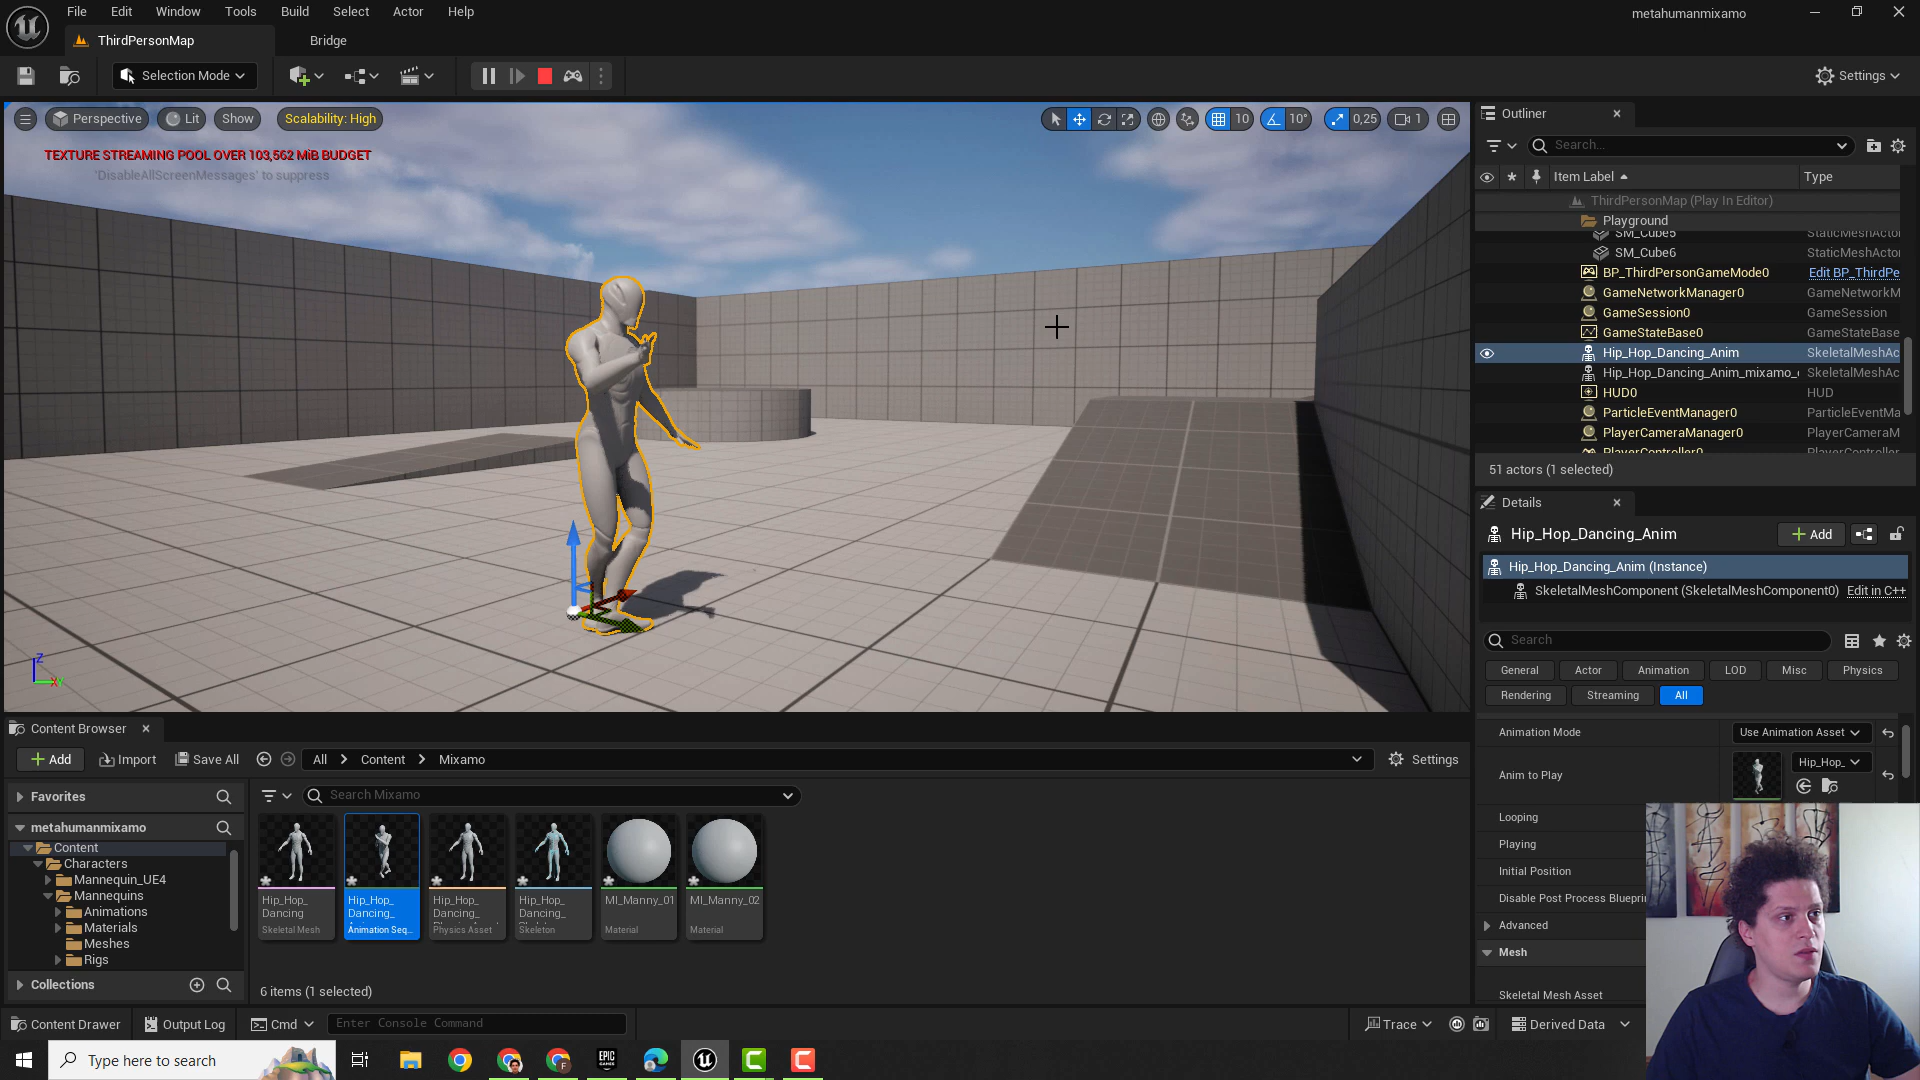 File Edit Window Tools Build Select Actor Help
metahumanmixamo
ThirdPersonMap
Bridge
Selection Mode
Settings
Perspective Lit Show Scalability: High
10 10° 0,25 1
TEXTURE STREAMING POOL OVER 103,562 MiB BUDGET
'DisableAllScreenMessages' to suppress
Outliner
Search...
Item Label Type
ThirdPersonMap (Play In Editor)
Playground
SM_Cube5 StaticMeshActor
SM_Cube6 StaticMeshActo
BP_ThirdPersonGameMode0 Edit BP_ThirdPe
GameNetworkManager0 GameNetworkM
GameSession0 GameSession
GameStateBase0 GameStateBase
Hip_Hop_Dancing_Anim SkeletalMeshAc
Hip_Hop_Dancing_Anim_mixamo_ SkeletalMeshAc
HUD0 HUD
ParticleEventManager0 ParticleEventMa
PlayerCameraManager0 PlayerCameraM
PlayerController0 PlayerController
51 actors (1 selected)
Details
Hip_Hop_Dancing_Anim
Add
Hip_Hop_Dancing_Anim (Instance)
SkeletalMeshComponent (SkeletalMeshComponent0) Edit in C++
Search
General Actor Animation LOD Misc Physics
Rendering Streaming All
Animation Mode Use Animation Asset
Anim to Play Hip_Hop_
Looping
Playing
Initial Position
Disable Post Process Blueprin
Advanced
Mesh
Skeletal Mesh Asset
Content Browser
Add Import Save All All Content Mixamo Settings
Favorites
Search Mixamo
metahumanmixamo
Content
Characters
Mannequin_UE4
Mannequins
Animations
Materials
Meshes
Rigs
Collections
Hip_Hop_
Dancing
Skeletal Mesh
Hip_Hop_
Dancing_
Animation Seq...
Hip_Hop_
Dancing_
Physics Asset
Hip_Hop_
Dancing_
Skeleton
MI_Manny_01
Material
MI_Manny_02
Material
6 items (1 selected)
Content Drawer Output Log Cmd Enter Console Command Trace Derived Data
Type here to search